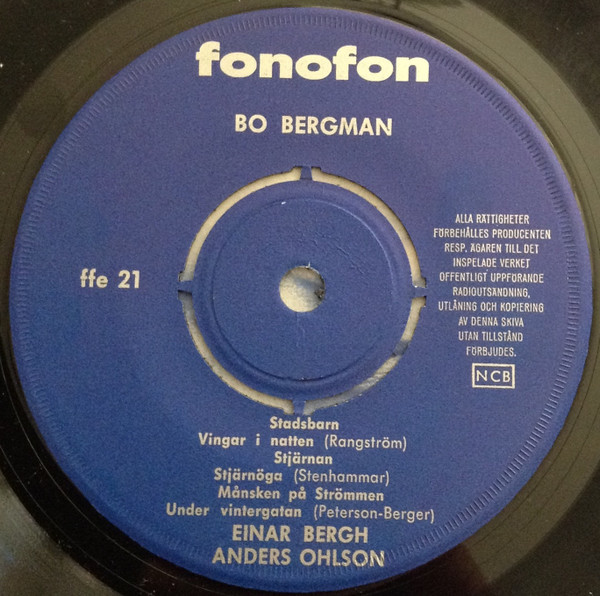 fonofon
BO BERGMAN
ffe 21
ALLA RÄTTIGHETER
FÖRBEHÅLLES PRODUCENTEN
RESP. ÄGAREN TILL DET
INSPELADE VERKET
OFFENTLIGT UPPFÖRANDE
RADIOUTSÄNDNING,
UTLÅNING OCH KOPIERING
AV DENNA SKIVA
UTAN TILLSTÅND
FÖRBJUDES.
NCB
Stadsbarn
Vingar i natten (Rangström)
Stjärnan
Stjärnöga (Stenhammar)
Månsken på Strömmen
Under vintergatan (Peterson-Berger)
EINAR BERGH
ANDERS OHLSON